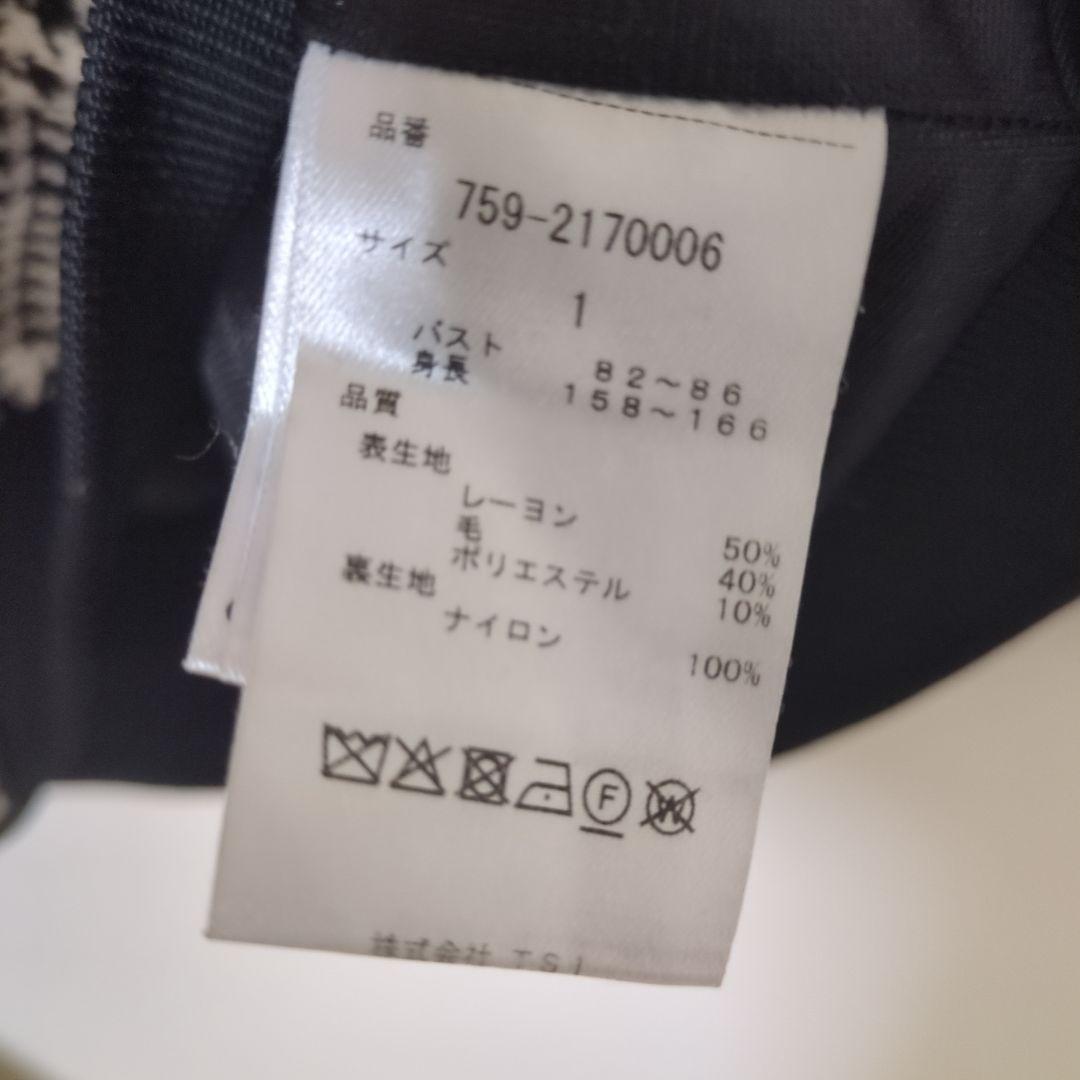 品番
759-2170006
サイズ
1
バスト 82～86
身長 158～166
品質
表生地
レーヨン 50%
毛 40%
ポリエステル 10%
裏生地
ナイロン 100%
F W
株式会社 TSI